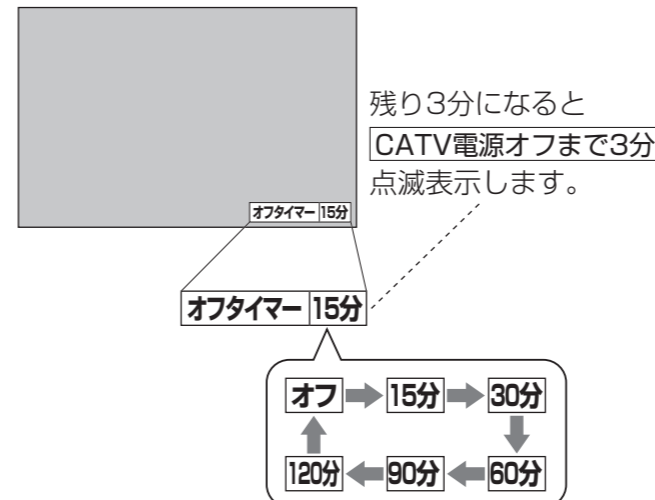 残り3分になると
CATV電源オフまで3分
点滅表示します。
オフタイマー 15分
オフタイマー 15分
オフ 15分 30分
120分 90分 60分